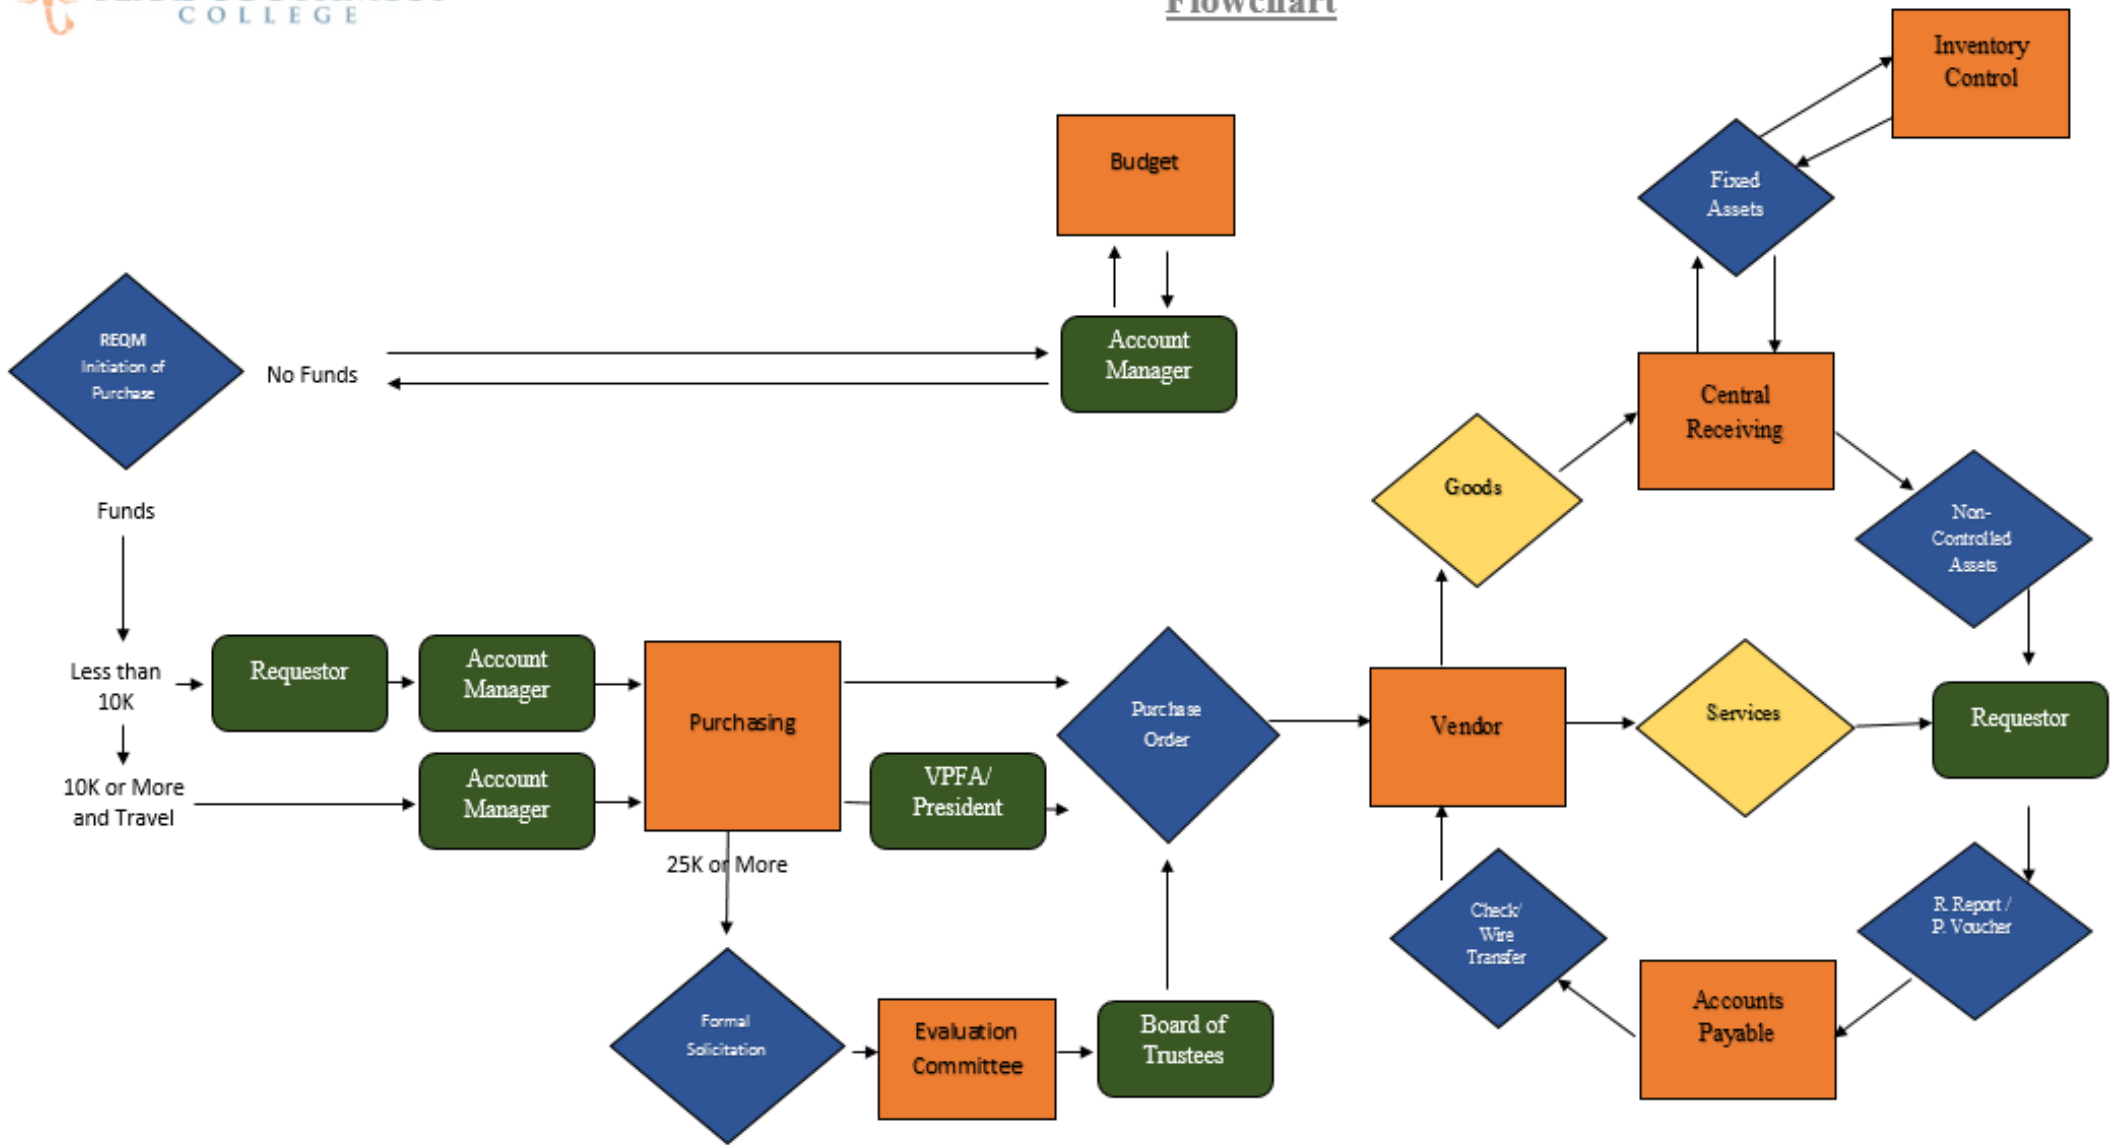 COLLEGE
Flowchart
Inventory
Control
Budget
Fixed
Assets
REQM
Initiation of
Purchase
No Funds
Account
Manager
Central
Receiving
Goods
Non-
Controlled
Assets
Funds
Less than
10K
Requestor
Account
Manager
Purchasing
Purchase
Order
Vendor
Services
Requestor
10K or More
and Travel
Account
Manager
VPFA/
President
25K or More
Check/
Wire
Transfer
R. Report /
P. Voucher
Formal
Solicitation
Evaluation
Committee
Board of
Trustees
Accounts
Payable